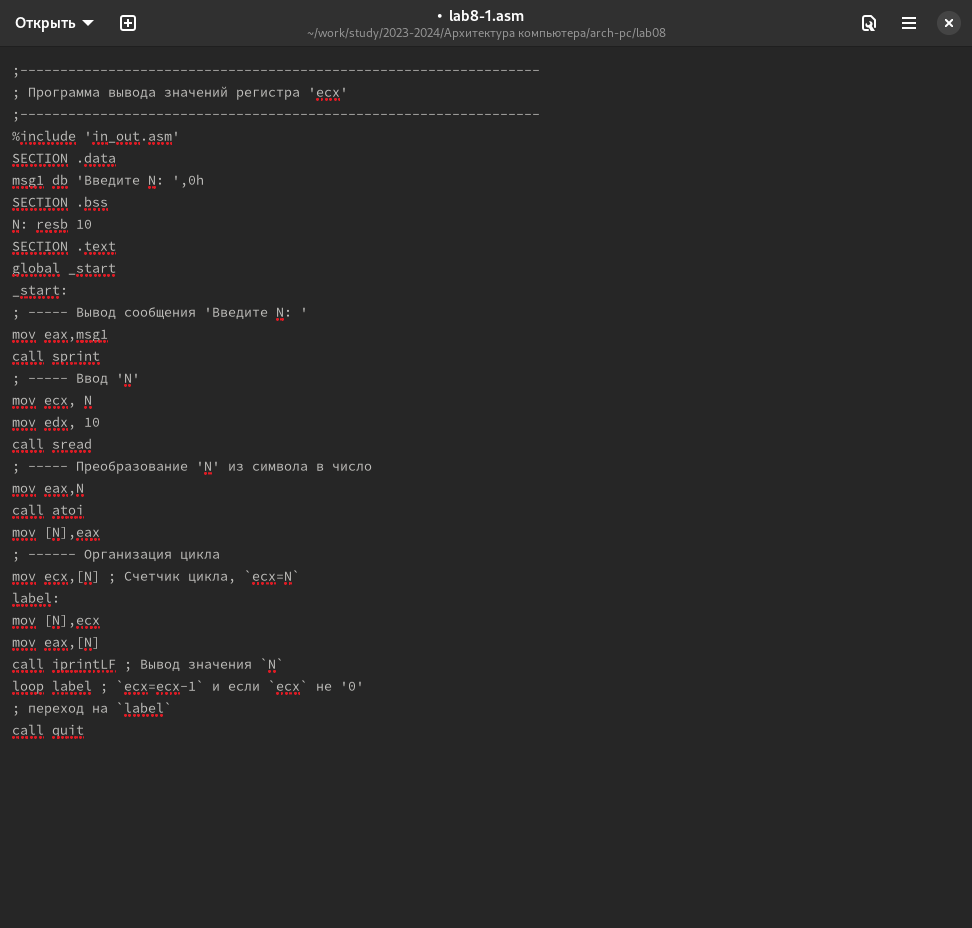 Открыть
• lab8-1.asm
~/work/study/2023-2024/Архитектура компьютера/arch-pc/lab08
;-----------------------------------------------------------------
; Программа вывода значений регистра 'ecx'
;-----------------------------------------------------------------
%include 'in_out.asm'
SECTION .data
msg1 db 'Введите N: ',0h
SECTION .bss
N: resb 10
SECTION .text
global _start
_start:
; ----- Вывод сообщения 'Введите N: '
mov eax,msg1
call sprint
; ----- Ввод 'N'
mov ecx, N
mov edx, 10
call sread
; ----- Преобразование 'N' из символа в число
mov eax,N
call atoi
mov [N],eax
; ------ Организация цикла
mov ecx,[N] ; Счетчик цикла, `ecx=N`
label:
mov [N],ecx
mov eax,[N]
call iprintLF ; Вывод значения `N`
loop label ; `ecx=ecx-1` и если `ecx` не '0'
; переход на `label`
call quit